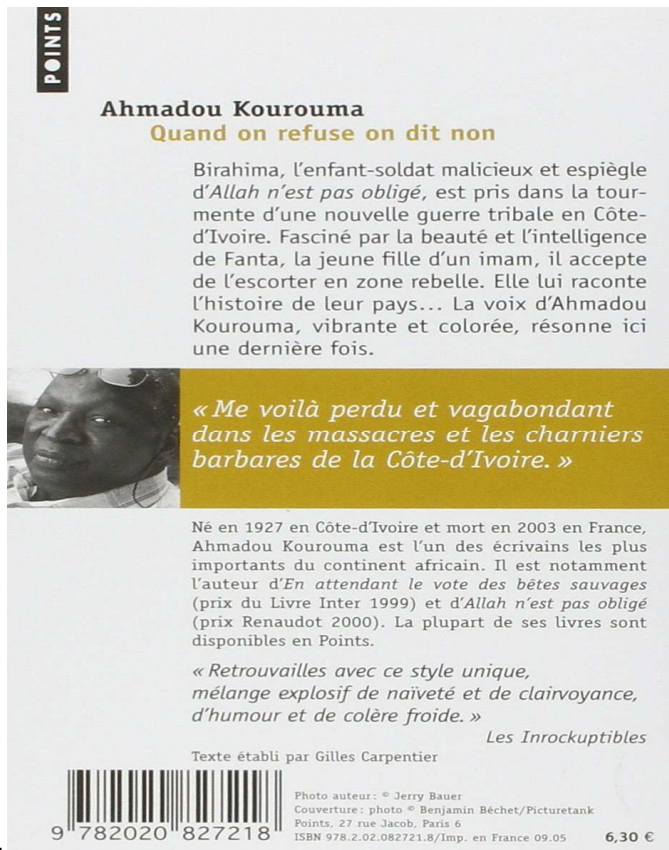 POINTS
Ahmadou Kourouma
Quand on refuse on dit non
Birahima, l'enfant-soldat malicieux et espiègle
d'Allah n'est pas obligé, est pris dans la tour-
mente d'une nouvelle guerre tribale en Côte-
d'Ivoire. Fasciné par la beauté et l'intelligence
de Fanta, la jeune fille d'un imam, il accepte
de l'escorter en zone rebelle. Elle lui raconte
l'histoire de leur pays... La voix d'Ahmadou
Kourouma, vibrante et colorée, résonne ici
une dernière fois.
« Me voilà perdu et vagabondant
dans les massacres et les charniers
barbares de la Côte-d'Ivoire. »
Né en 1927 en Côte-d'Ivoire et mort en 2003 en France,
Ahmadou Kourouma est l'un des écrivains les plus
importants du continent africain. Il est notamment
l'auteur d'En attendant le vote des bêtes sauvages
(prix du Livre Inter 1999) et d'Allah n'est pas obligé
(prix Renaudot 2000). La plupart de ses livres sont
disponibles en Points.
« Retrouvailles avec ce style unique,
mélange explosif de naïveté et de clairvoyance,
d'humour et de colère froide. »
Les Inrockuptibles
Texte établi par Gilles Carpentier
Photo auteur : © Jerry Bauer
Couverture : photo © Benjamin Béchet/Picturetank
Points, 27 rue Jacob, Paris 6
ISBN 978.2.02.082721.8/Imp. en France 09.05
6,30 €
9 782020 827218